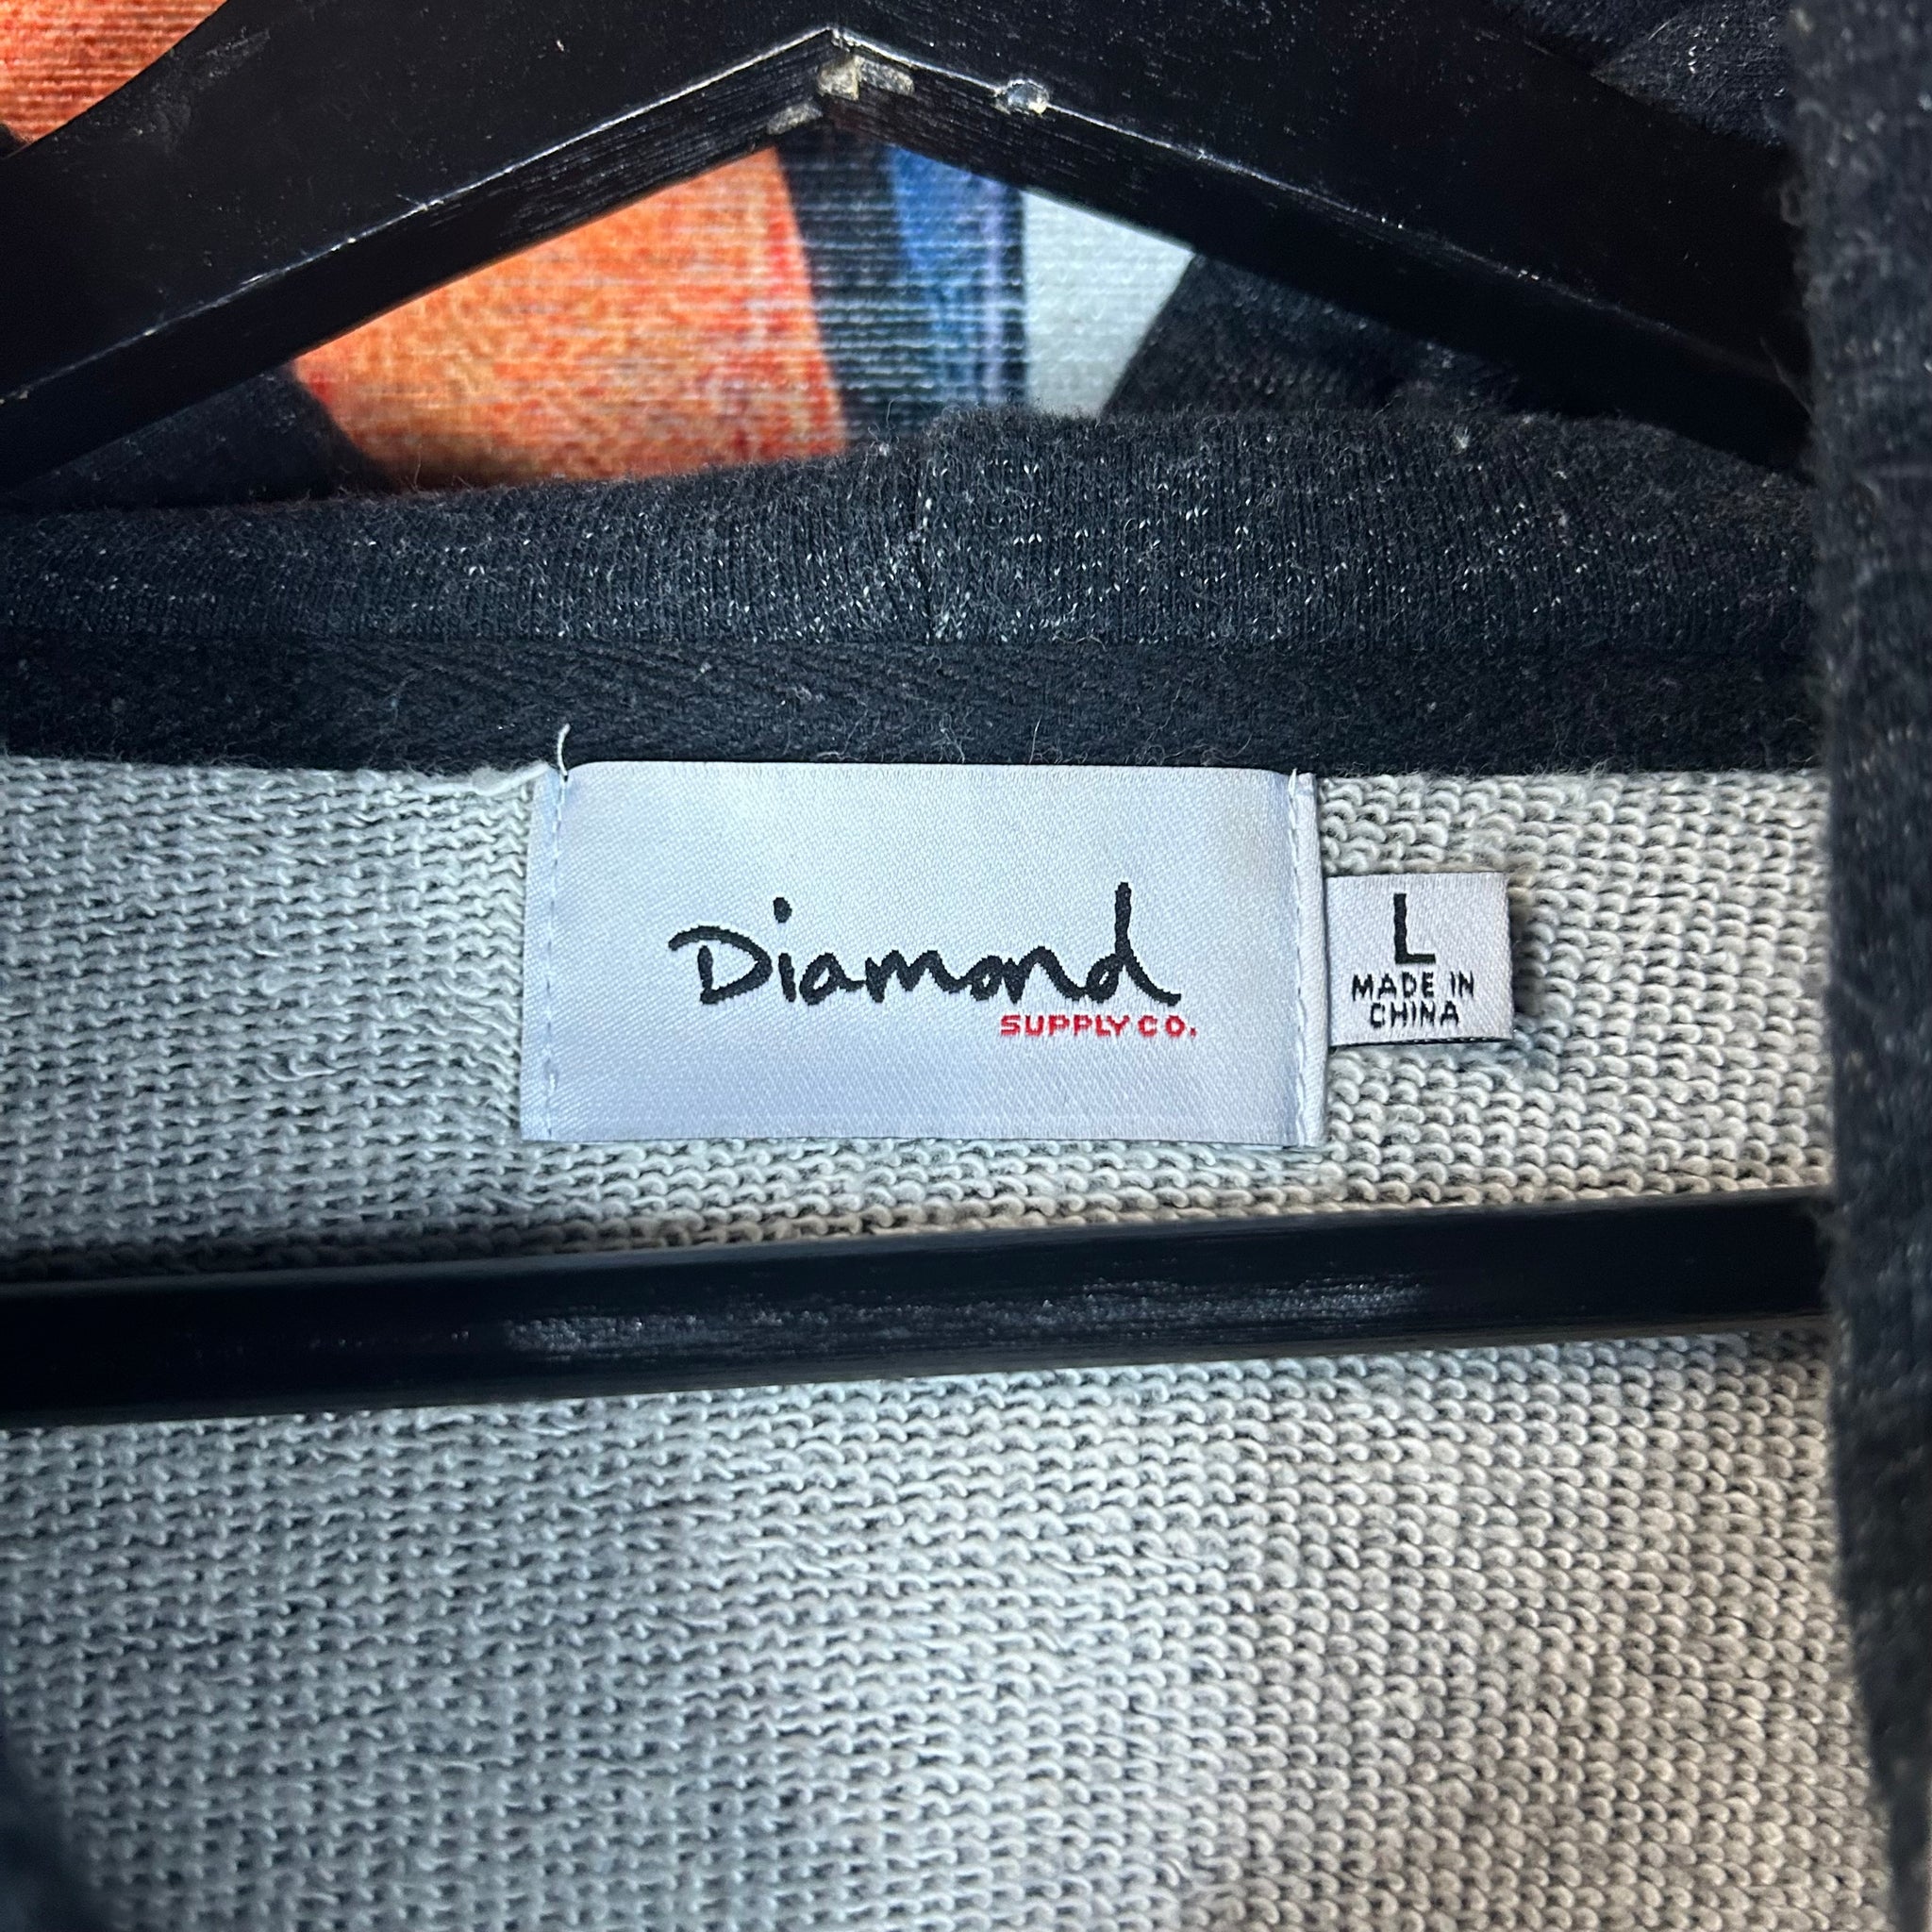 Diamond
SUPPLY CO.
L
MADE IN
CHINA